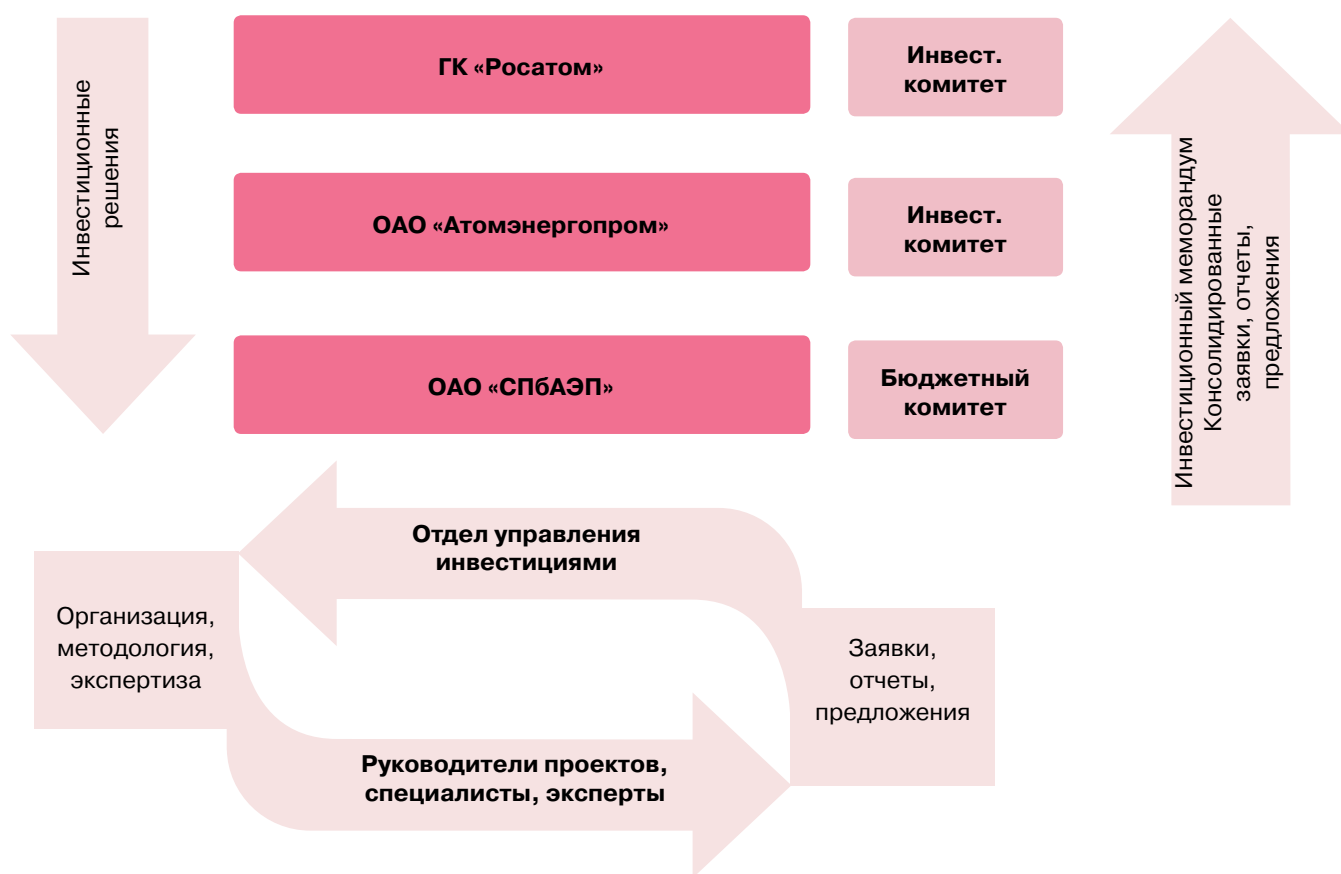 Инвестиционные
решения
ГК «Росатом»
Инвест.
комитет
ОАО «Атомэнергопром»
Инвест.
комитет
ОАО «СПбАЭП»
Бюджетный
комитет
Инвестиционный меморандум
Консолидированные
заявки, отчеты,
предложения
Отдел управления
инвестициями
Организация,
методология,
экспертиза
Заявки,
отчеты,
предложения
Руководители проектов,
специалисты, эксперты